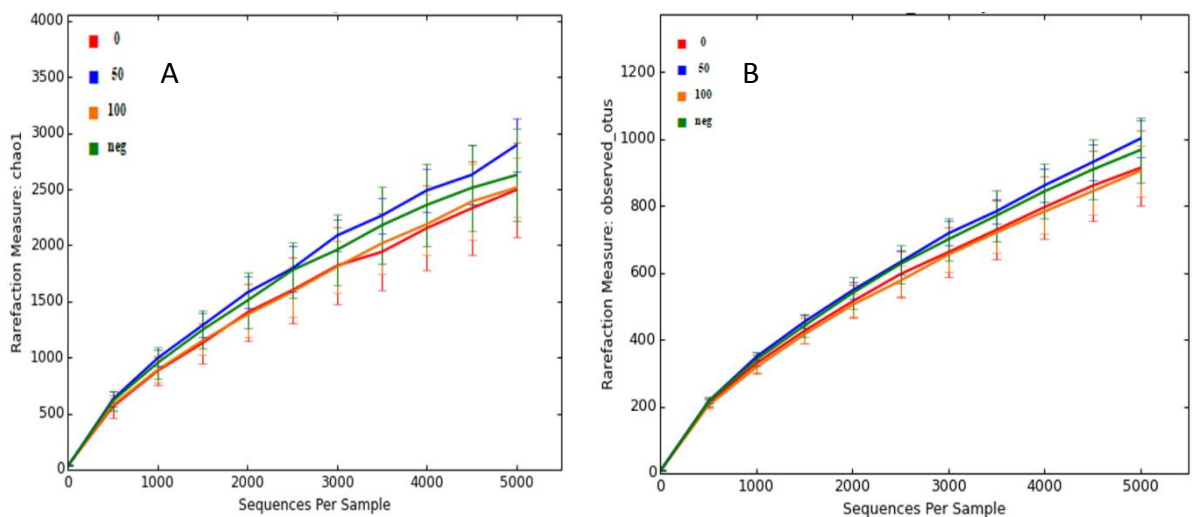 4000
3500
3000
2500
2000
1500
1000
500
0
Rarefaction Measure: chao1
0
50
100
neg
A
0 1000 2000 3000 4000 5000
Sequences Per Sample
1200
1000
800
600
400
200
0
Rarefaction Measure: observed_otus
0
50
100
neg
B
0 1000 2000 3000 4000 5000
Sequences Per Sample